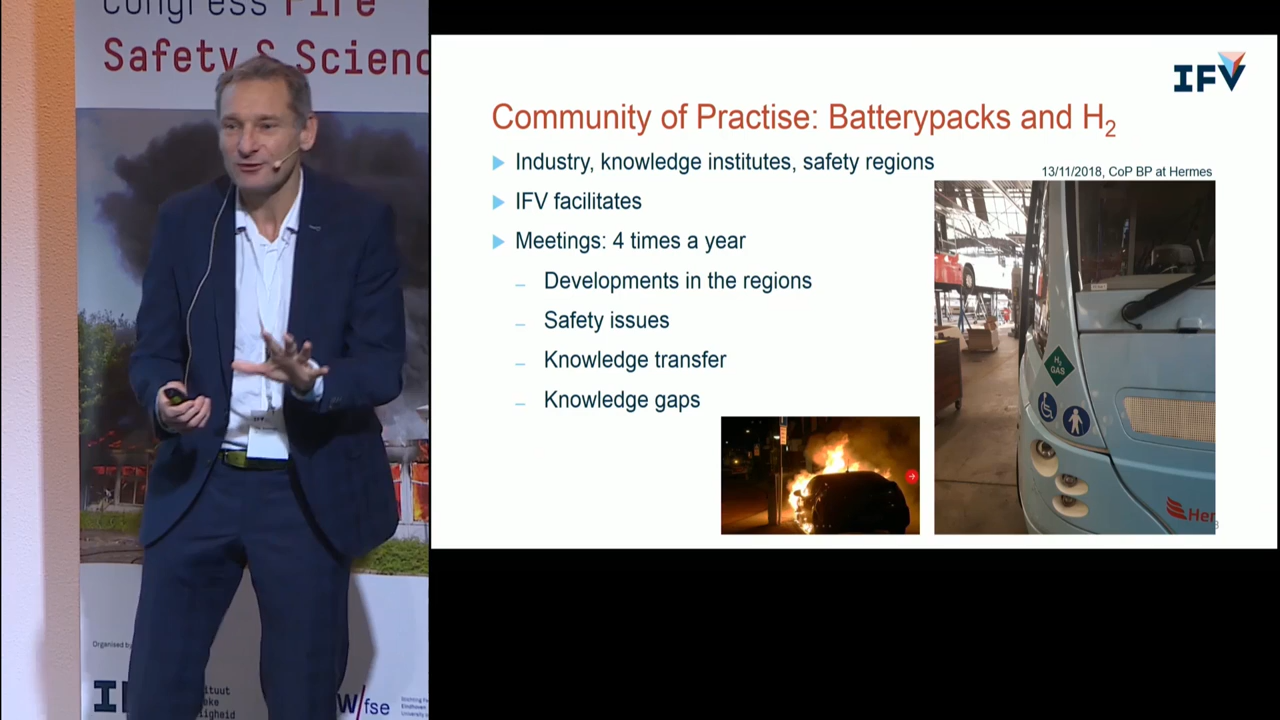 Congress Fire
Safety & Scienc
Organised by
W/fse
IFV
Community of Practise: Batterypacks and H₂
Industry, knowledge institutes, safety regions
13/11/2018, CoP BP at Hermes
IFV facilitates
Meetings: 4 times a year
– Developments in the regions
– Safety issues
– Knowledge transfer
– Knowledge gaps
H₂
GAS
Her